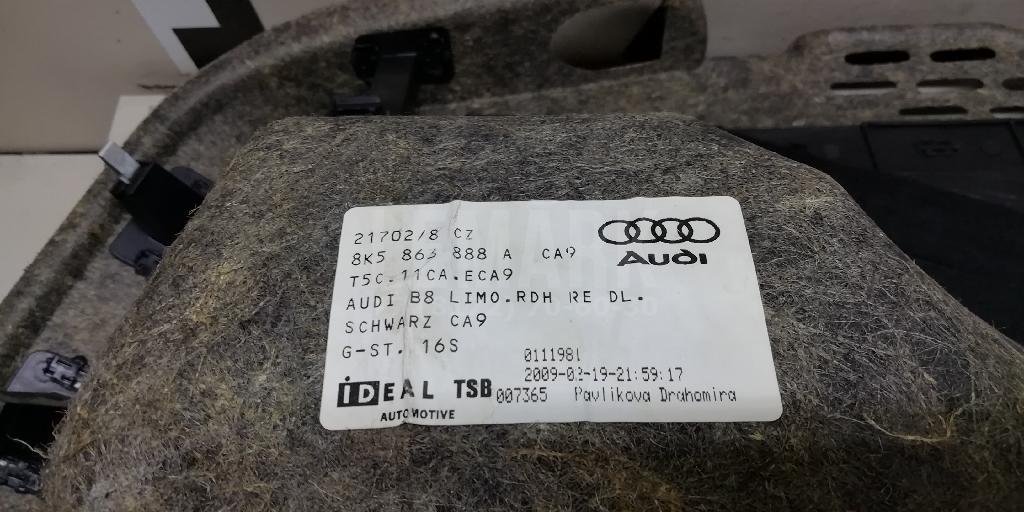 21702/8 CZ
8K5 863 888 A CA9
T5C.11CA.ECA9
AUDI B8 LIMO.RDH RE DL.
SCHWARZ CA9
G-ST. 16S
Audi
IDEAL TSB
AUTOMOTIVE
0111981
2009-03-19-21:59:17
007365 Pavlikova Drahomira